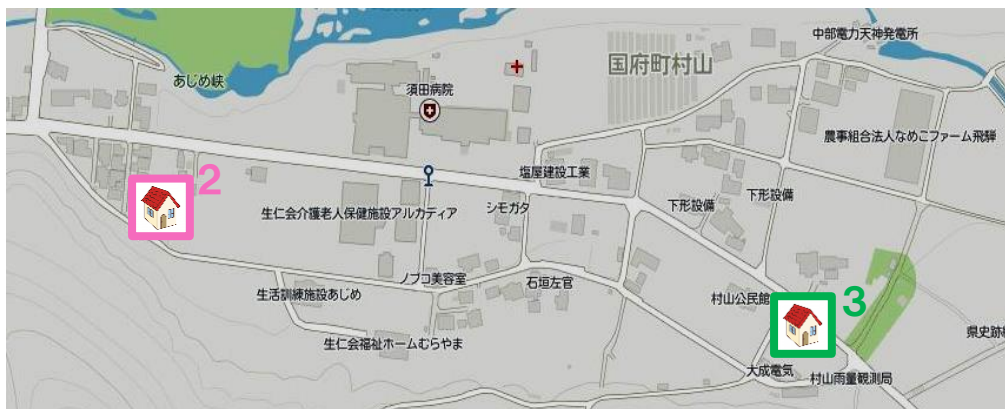 中部電力天神発電所
国府町村山
あじめ峡
須田病院
農事組合法人なめこファーム飛騨
塩屋建設工業
2
下形設備
下形設備
シモガタ
生仁会介護老人保健施設アルカディア
ノブコ美容室
石垣左官
生活訓練施設あじめ
村山公民館
3
県史跡
生仁会福祉ホームむらやま
大成電気
村山雨量観測局